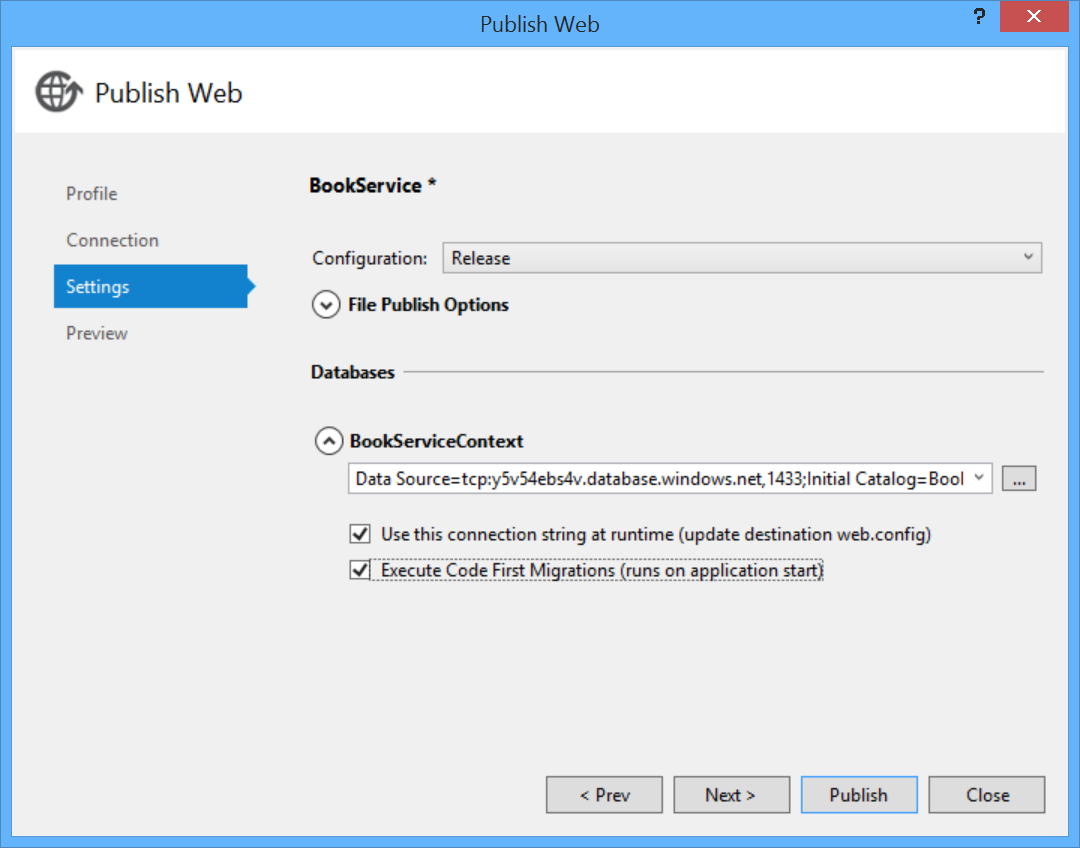 Publish Web
?
Publish Web
Profile
Connection
Settings
Preview
BookService *
Configuration: Release
File Publish Options
Databases
BookServiceContext
Data Source=tcp:y5v54ebs4v.database.windows.net,1433;Initial Catalog=Bool
...
Use this connection string at runtime (update destination web.config)
Execute Code First Migrations (runs on application start)
< Prev Next > Publish Close